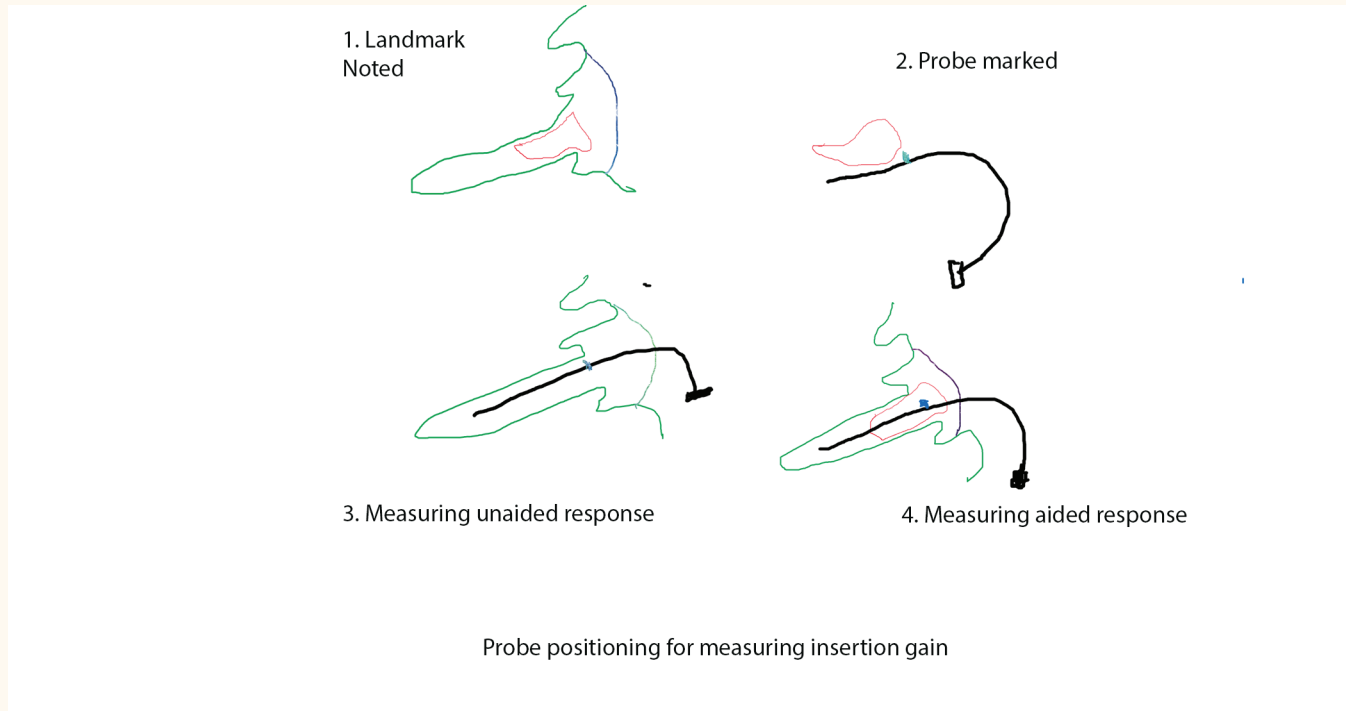 1. Landmark
Noted
2. Probe marked
3. Measuring unaided response
4. Measuring aided response
Probe positioning for measuring insertion gain